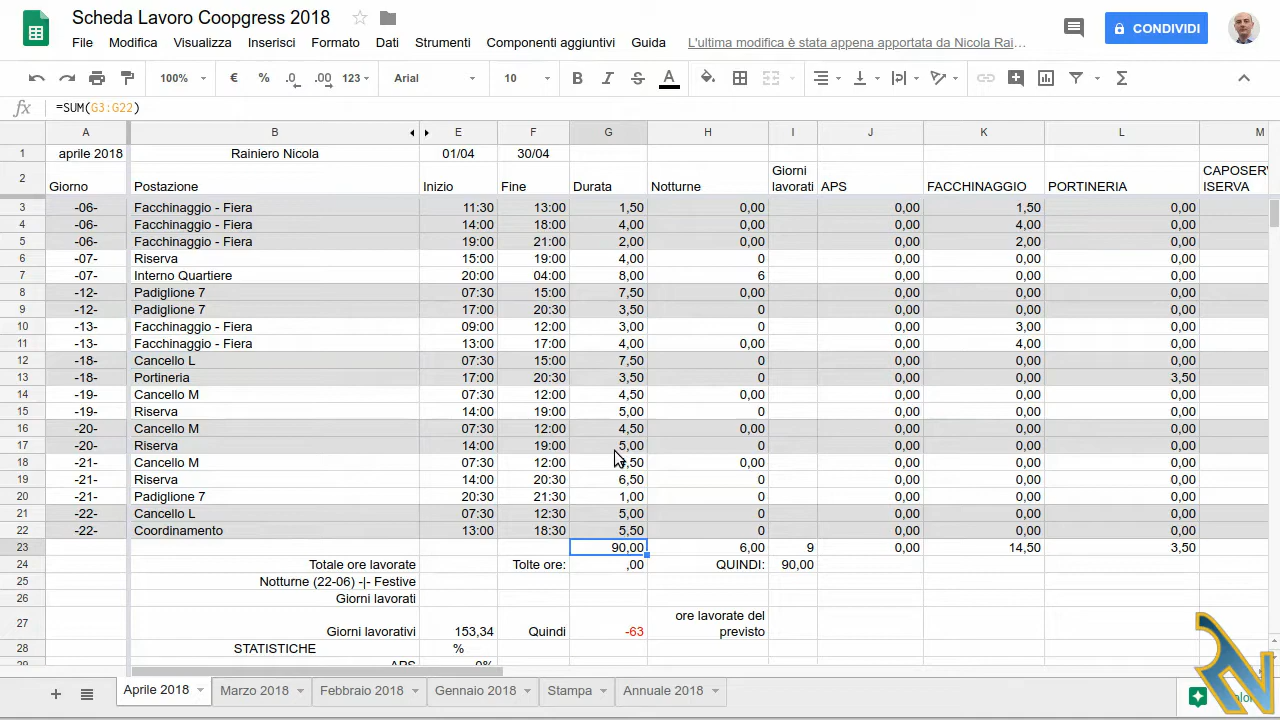 Scheda Lavoro Coopgress 2018
File Modifica Visualizza Inserisci Formato Dati Strumenti Componenti aggiuntivi Guida L'ultima modifica è stata appena apportata da Nicola Rai…
CONDIVIDI
100% € % .0 .00 123 Arial 10 B I S A Σ
fx =SUM(G3:G22)
A B E F G H I J K L M
1 aprile 2018 Rainiero Nicola 01/04 30/04
2 Giorno Postazione Inizio Fine Durata Notturne Giorni lavorati APS FACCHINAGGIO PORTINERIA
3 -06- Facchinaggio - Fiera 11:30 13:00 1,50 0,00 0,00 1,50 0,00
4 -06- Facchinaggio - Fiera 14:00 18:00 4,00 0,00 0,00 4,00 0,00
5 -06- Facchinaggio - Fiera 19:00 21:00 2,00 0,00 0,00 2,00 0,00
6 -07- Riserva 15:00 19:00 4,00 0 0,00 0,00 0,00
7 -07- Interno Quartiere 20:00 04:00 8,00 6 0,00 0,00 0,00
8 -12- Padiglione 7 07:30 15:00 7,50 0,00 0,00 0,00 0,00
9 -12- Padiglione 7 17:00 20:30 3,50 0 0,00 0,00 0,00
10 -13- Facchinaggio - Fiera 09:00 12:00 3,00 0 0,00 3,00 0,00
11 -13- Facchinaggio - Fiera 13:00 17:00 4,00 0,00 0,00 4,00 0,00
12 -18- Cancello L 07:30 15:00 7,50 0 0,00 0,00 0,00
13 -18- Portineria 17:00 20:30 3,50 0 0,00 0,00 3,50
14 -19- Cancello M 07:30 12:00 4,50 0,00 0,00 0,00 0,00
15 -19- Riserva 14:00 19:00 5,00 0 0,00 0,00 0,00
16 -20- Cancello M 07:30 12:00 4,50 0,00 0,00 0,00 0,00
17 -20- Riserva 14:00 19:00 5,00 0 0,00 0,00 0,00
18 -21- Cancello M 07:30 12:00 ,50 0,00 0,00 0,00 0,00
19 -21- Riserva 14:00 20:30 6,50 0 0,00 0,00 0,00
20 -21- Padiglione 7 20:30 21:30 1,00 0 0,00 0,00 0,00
21 -22- Cancello L 07:30 12:30 5,00 0 0,00 0,00 0,00
22 -22- Coordinamento 13:00 18:30 5,50 0 0,00 0,00 0,00
23 90,00 6,00 9 0,00 14,50 3,50
24 Totale ore lavorate Tolte ore: ,00 QUINDI: 90,00
25 Notturne (22-06) -|- Festive
26 Giorni lavorati
27 Giorni lavorativi 153,34 Quindi -63 ore lavorate del previsto
28 STATISTICHE %
Aprile 2018 Marzo 2018 Febbraio 2018 Gennaio 2018 Stampa Annuale 2018